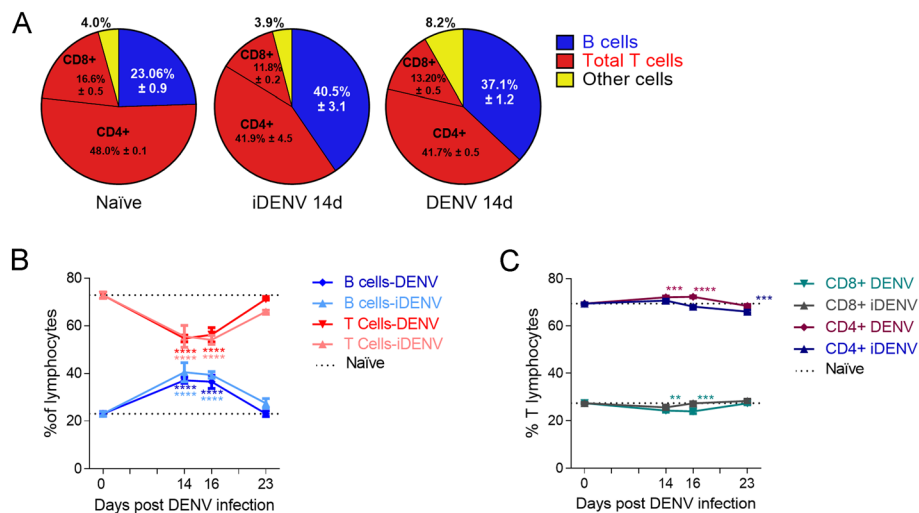 A
4.0%
CD8+
16.6%
± 0.5
23.06%
± 0.9
CD4+
48.0% ± 0.1
Naïve
3.9%
CD8+
11.8%
± 0.2
40.5%
± 3.1
CD4+
41.9% ± 4.5
iDENV 14d
8.2%
CD8+
13.20%
± 0.5
37.1%
± 1.2
CD4+
41.7% ± 0.5
DENV 14d
B cells
Total T cells
Other cells
B
%of lymphocytes
80
60
40
20
0
****
****
****
****
****
****
****
****
0
14
16
23
Days post DENV infection
B cells-DENV
B cells-iDENV
T Cells-DENV
T Cells-iDENV
Naïve
C
% T lymphocytes
80
60
40
20
0
***
****
***
**
***
0
14
16
23
Days post DENV infection
CD8+ DENV
CD8+ iDENV
CD4+ DENV
CD4+ iDENV
Naïve